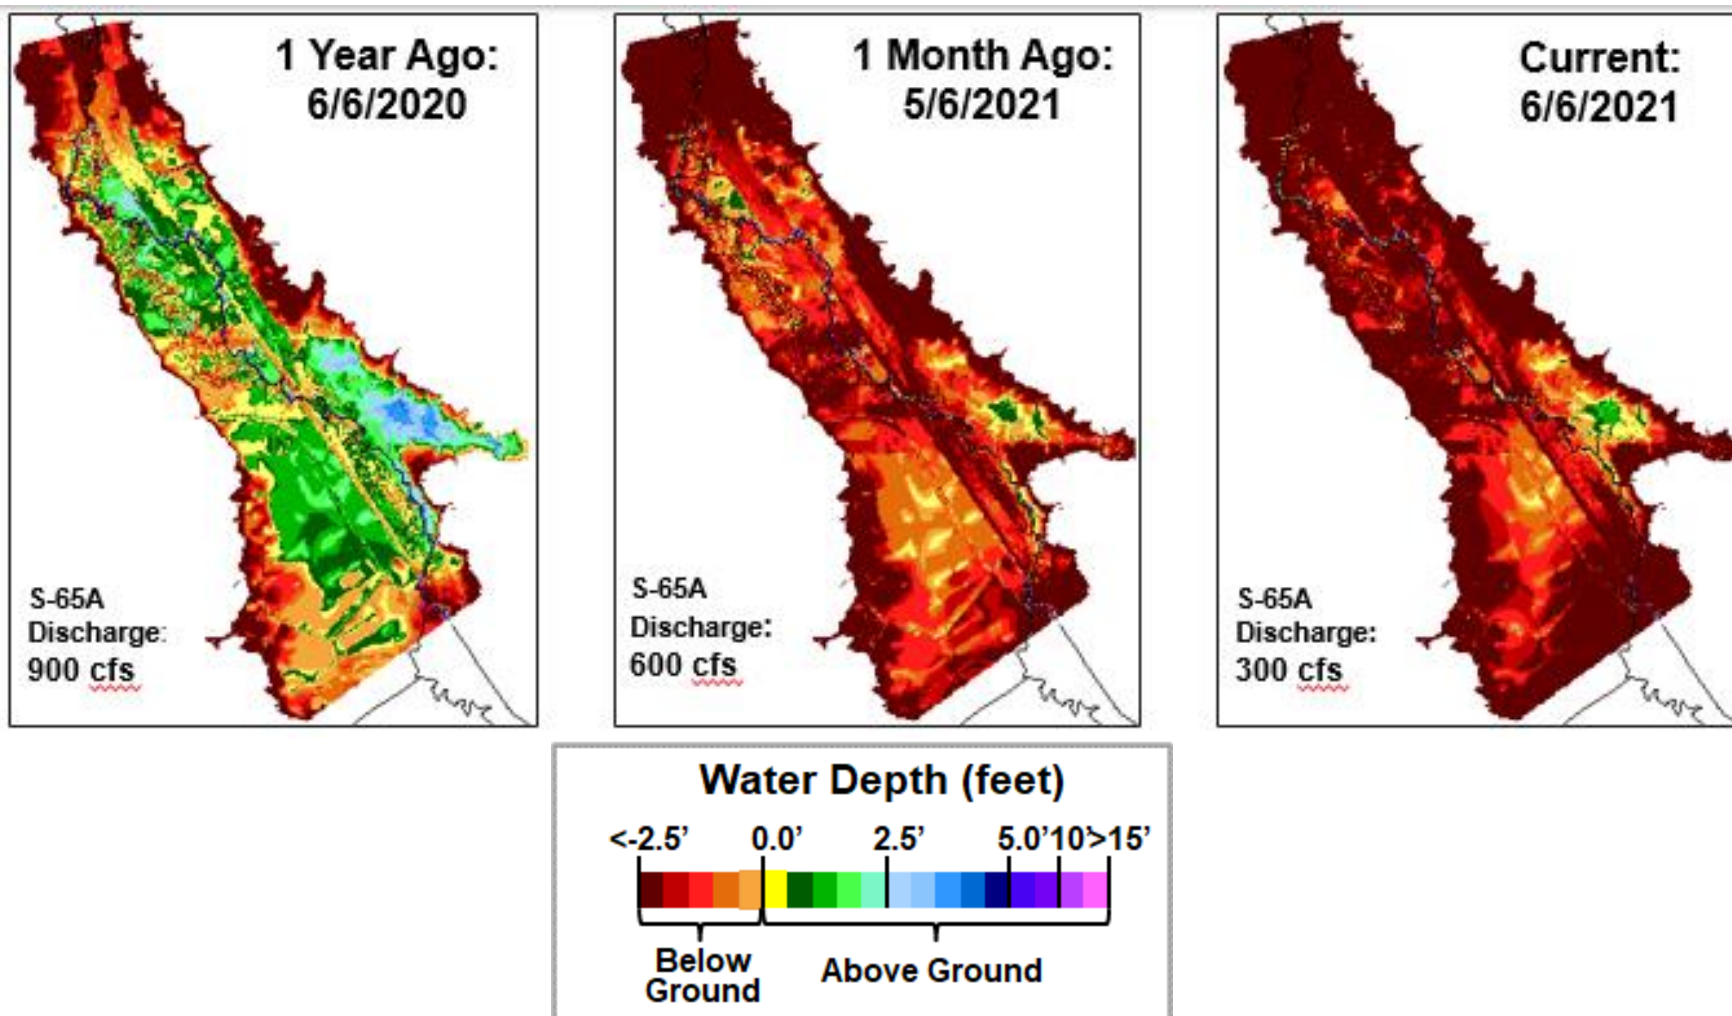 1 Year Ago:
6/6/2020
S-65A
Discharge:
900 cfs
1 Month Ago:
5/6/2021
S-65A
Discharge:
600 cfs
Current:
6/6/2021
S-65A
Discharge:
300 cfs
Water Depth (feet)
<-2.5’ 0.0’ 2.5’ 5.0’10’>15’
Below
Ground
Above Ground